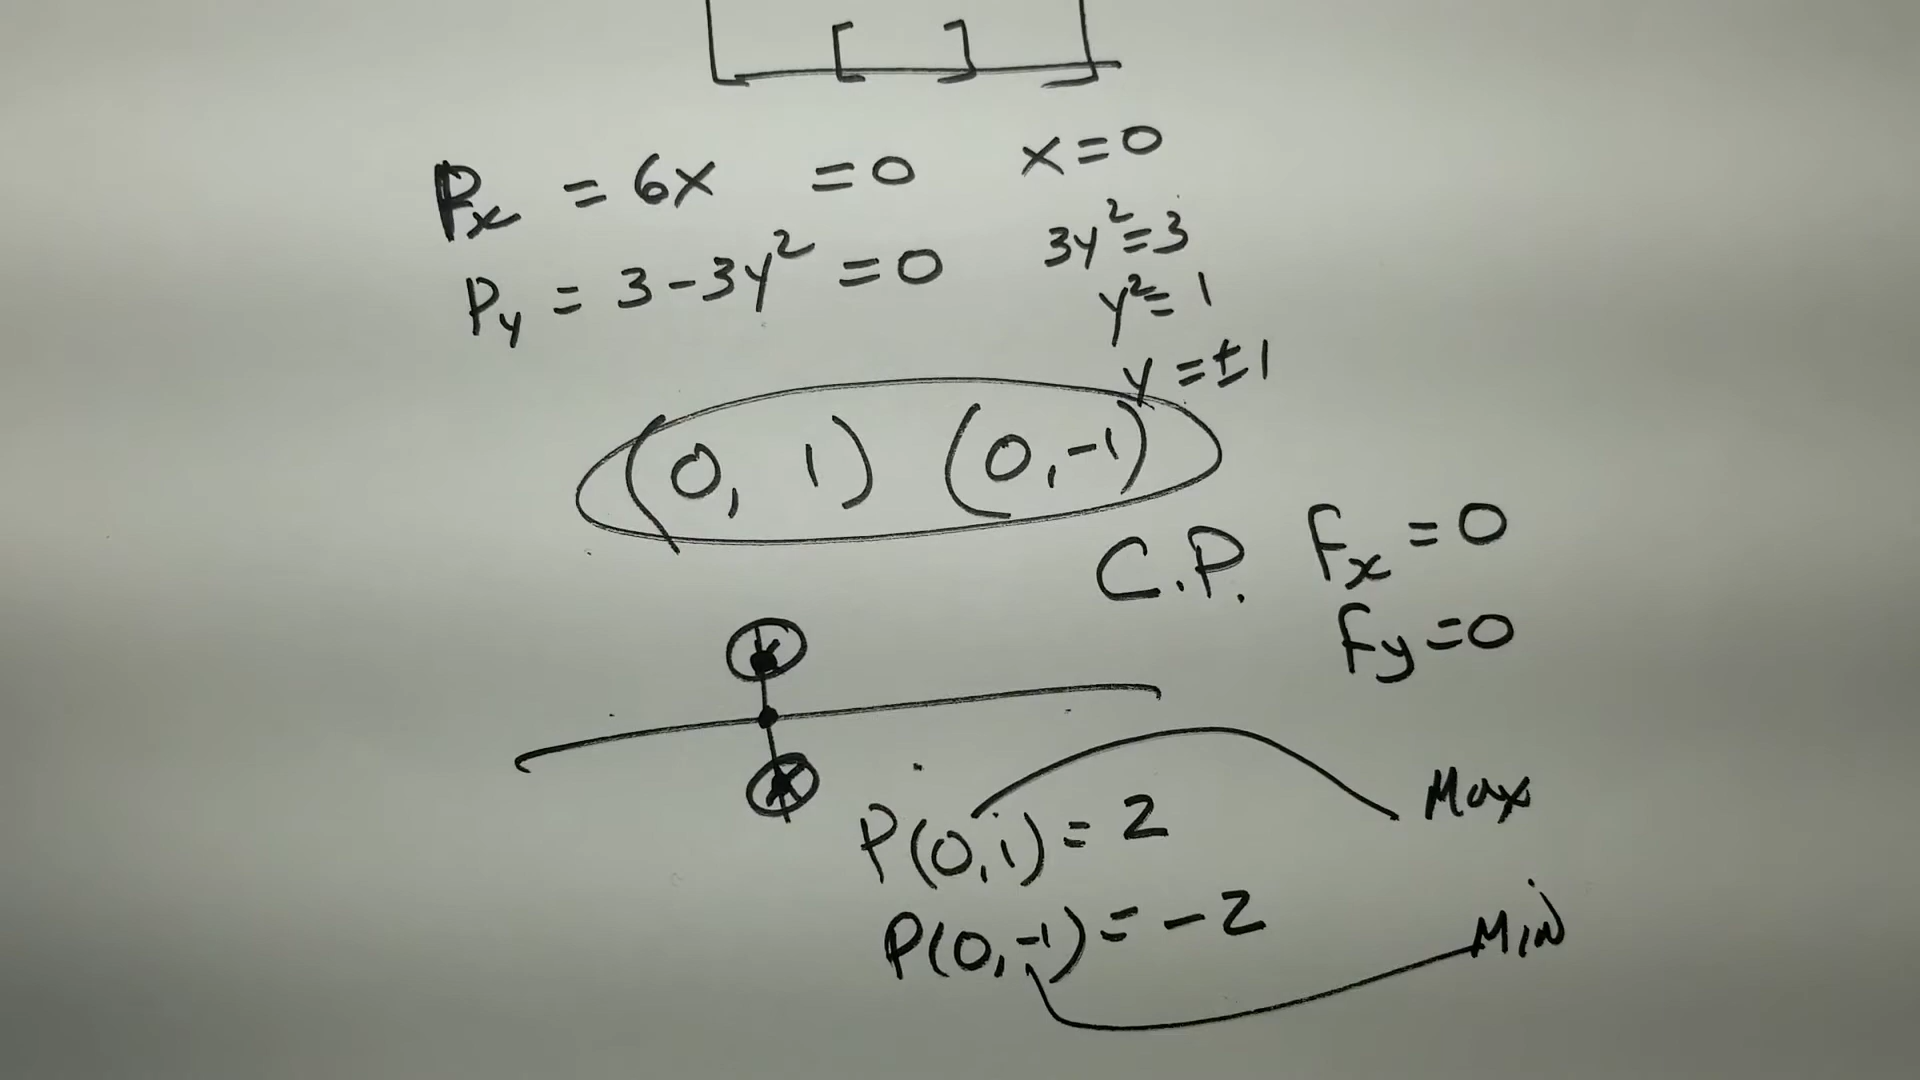 [ ]
Px = 6x = 0 x = 0
Py = 3 - 3y² = 0 3y² = 3
y² = 1
y = ±1
(0, 1) (0, -1)
C.P. Fx = 0
Fy = 0
P(0, 1) = 2 Max
P(0, -1) = -2 Min